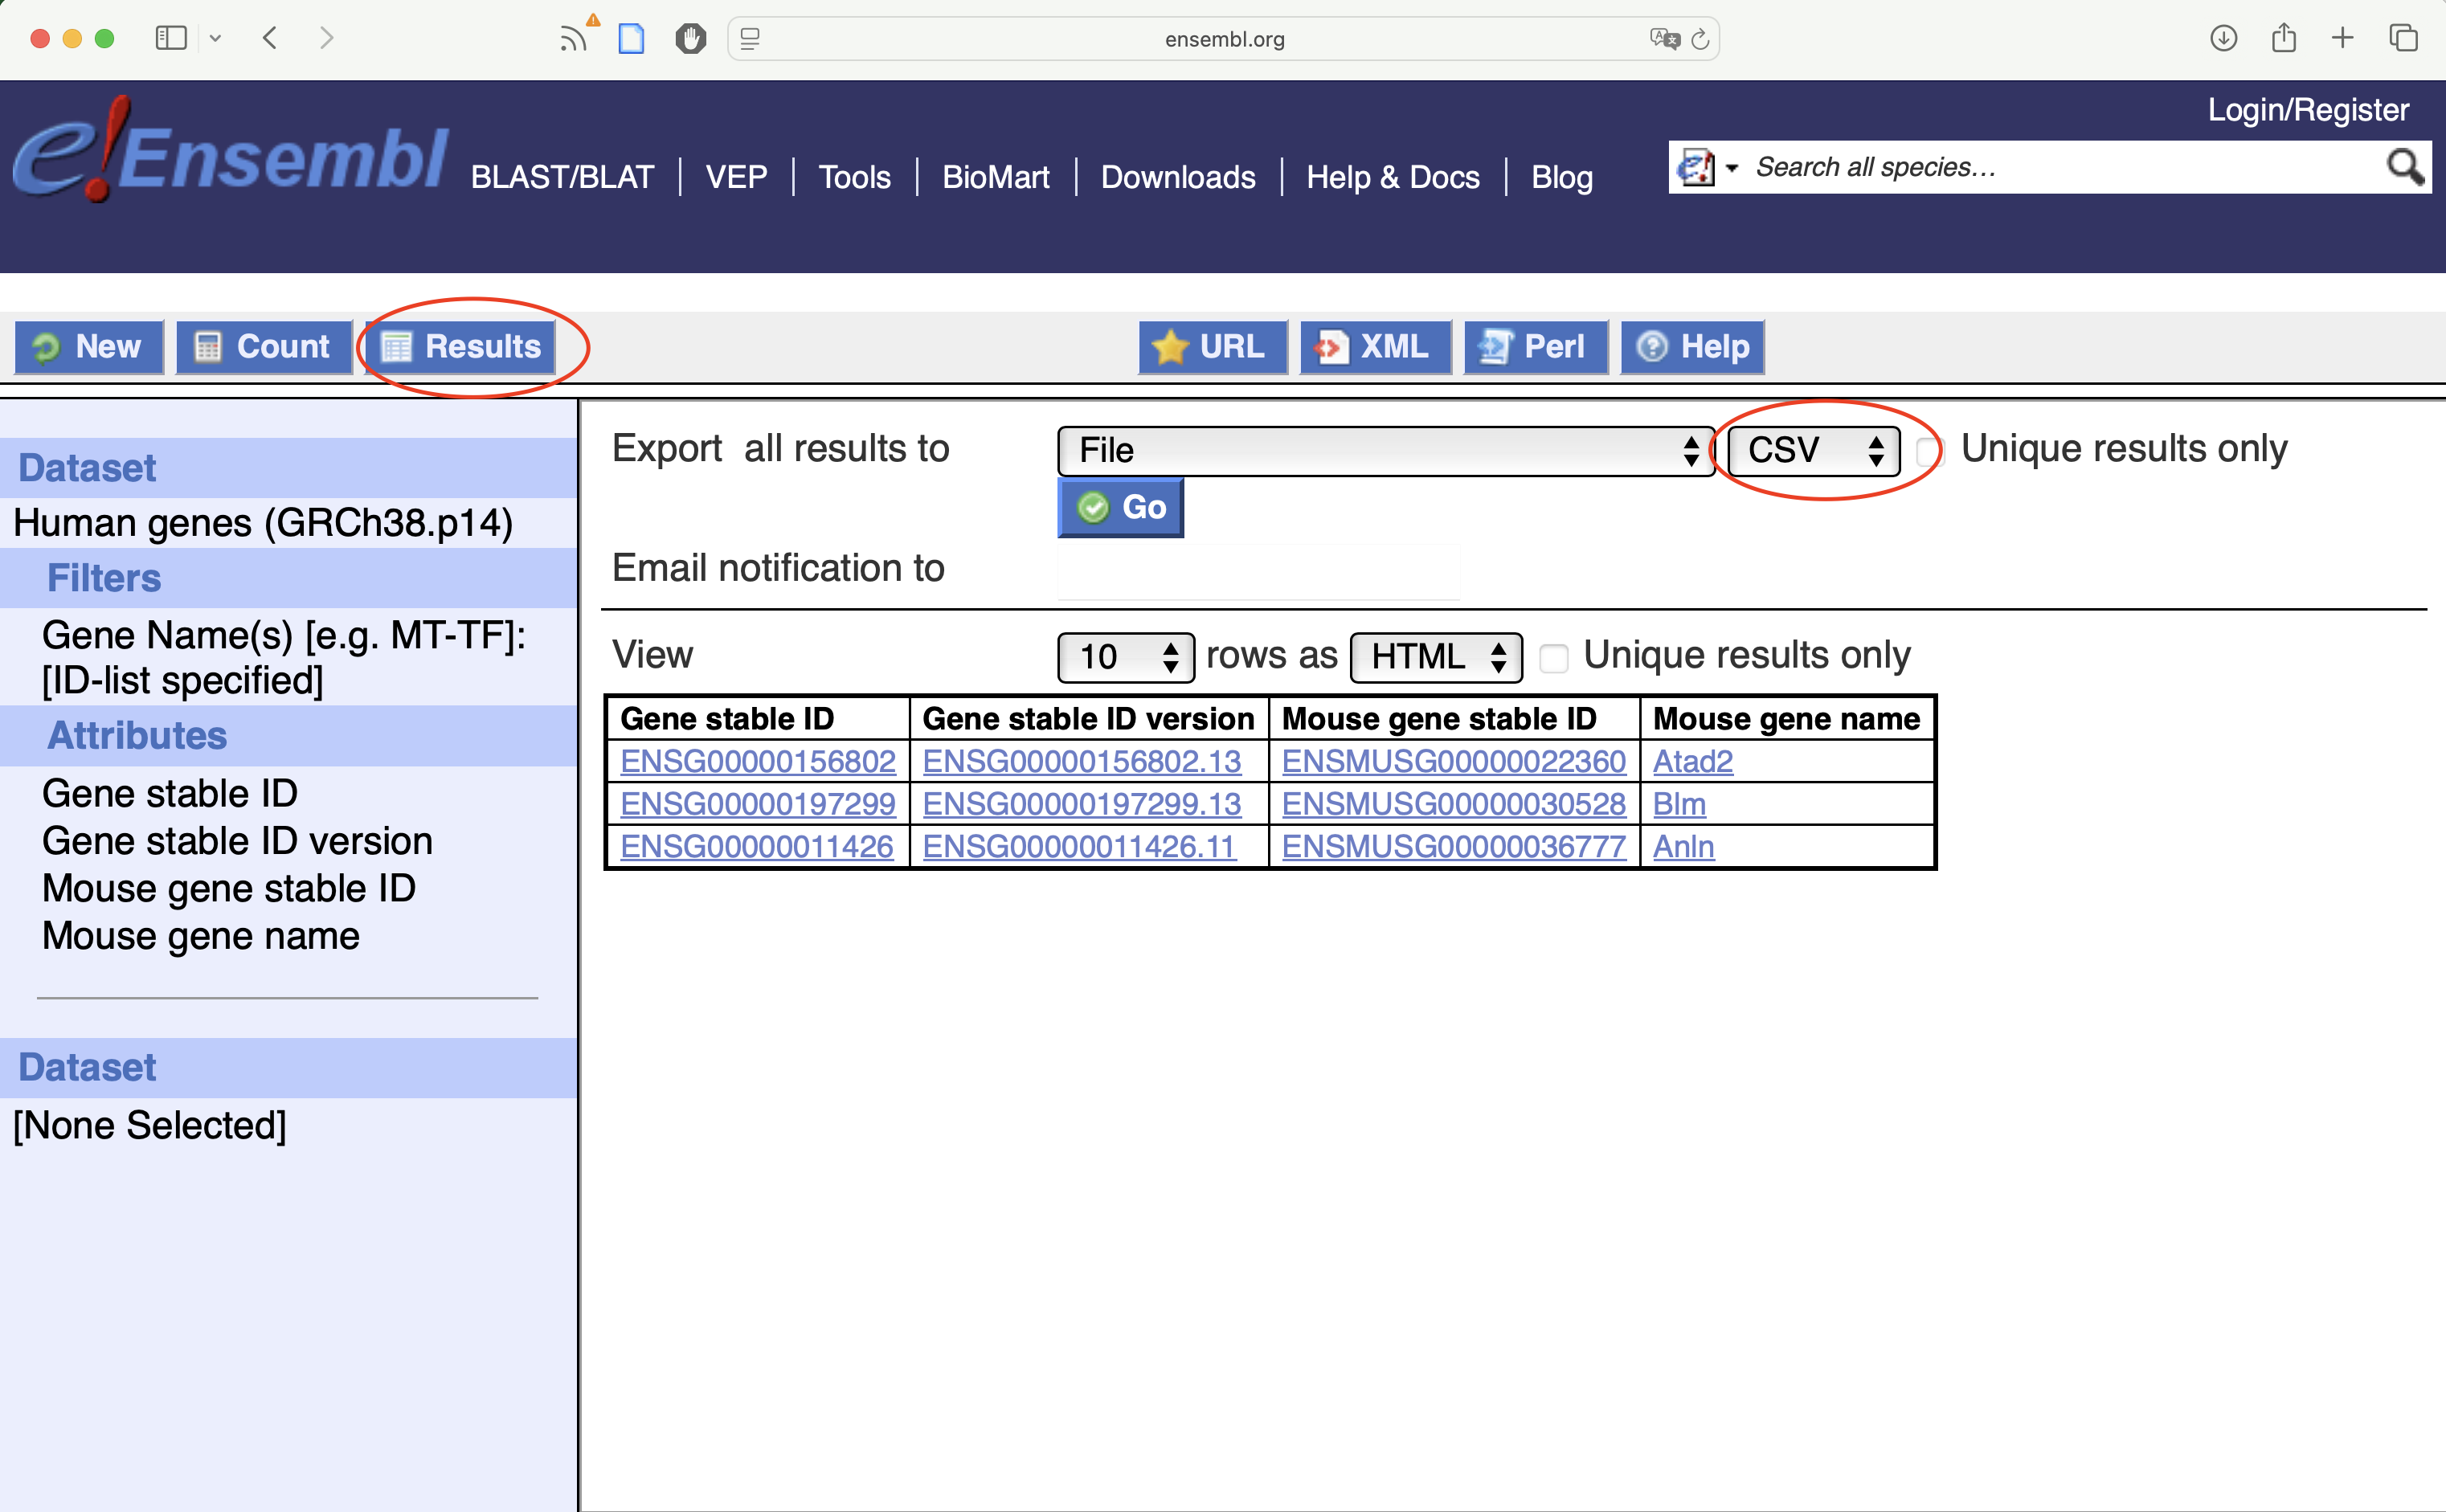 ensembl.org
Login/Register
e!Ensembl
BLAST/BLAT | VEP | Tools | BioMart | Downloads | Help & Docs | Blog
Search all species...
New Count Results URL XML Perl Help
Export all results to File CSV Unique results only
Go
Email notification to
View 10 rows as HTML Unique results only
Gene stable ID Gene stable ID version Mouse gene stable ID Mouse gene name
ENSG00000156802 ENSG00000156802.13 ENSMUSG00000022360 Atad2
ENSG00000197299 ENSG00000197299.13 ENSMUSG00000030528 Blm
ENSG00000011426 ENSG00000011426.11 ENSMUSG00000036777 Anln
Dataset
Human genes (GRCh38.p14)
Filters
Gene Name(s) [e.g. MT-TF]:
[ID-list specified]
Attributes
Gene stable ID
Gene stable ID version
Mouse gene stable ID
Mouse gene name
Dataset
[None Selected]